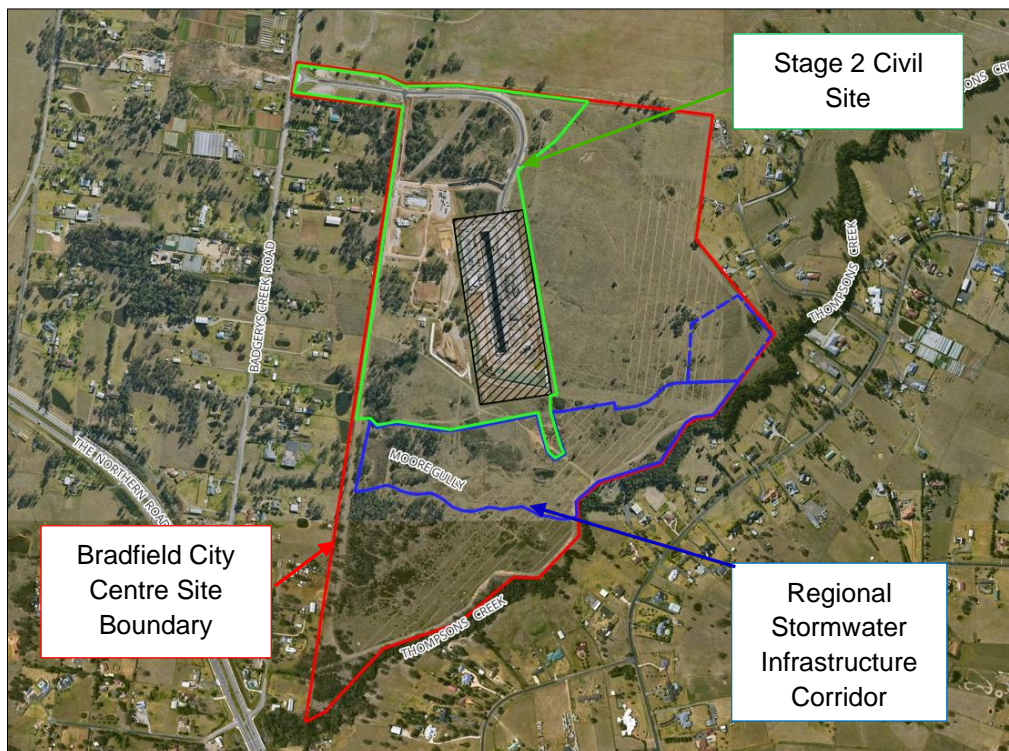 Stage 2 Civil
Site
THOMPSONS CREEK
BADGERYS CREEK ROAD
THOMPSONS CREEK
THE NORTHERN ROAD
MOORE GULLY
Bradfield City
Centre Site
Boundary
THOMPSONS CREEK
Regional
Stormwater
Infrastructure
Corridor